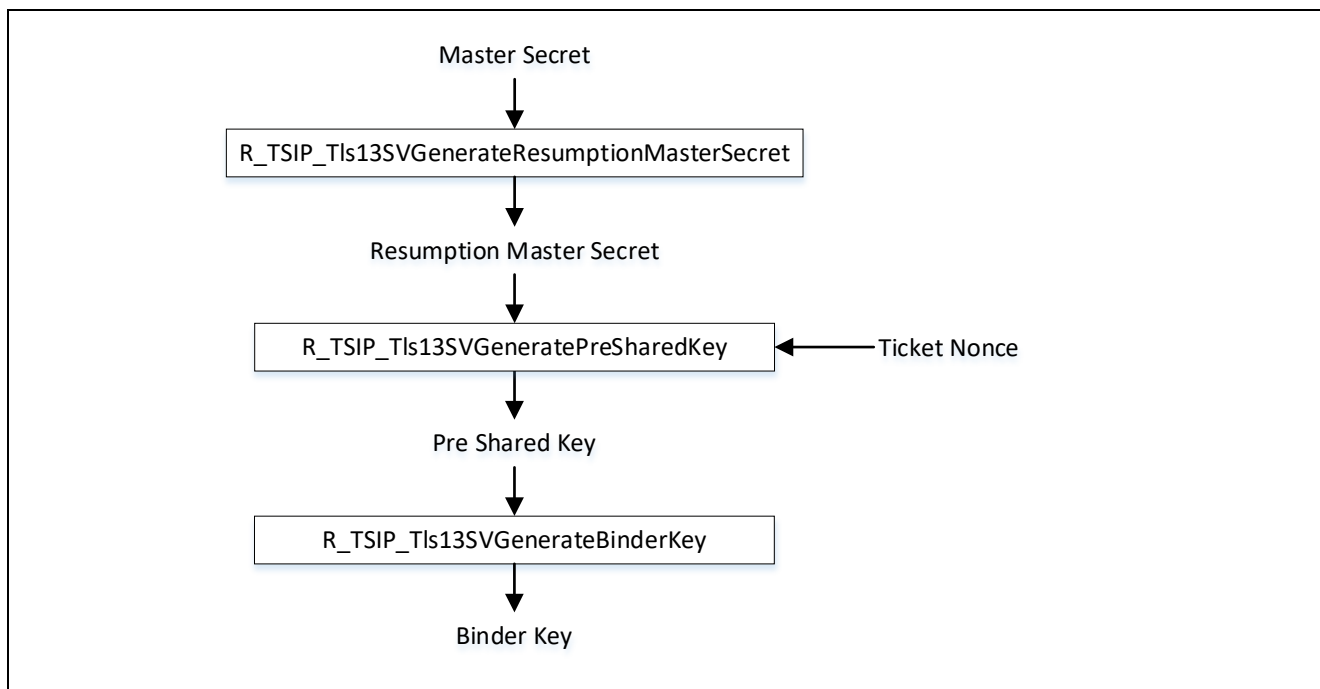 Master Secret
R_TSIP_Tls13SVGenerateResumptionMasterSecret
Resumption Master Secret
R_TSIP_Tls13SVGeneratePreSharedKey
Ticket Nonce
Pre Shared Key
R_TSIP_Tls13SVGenerateBinderKey
Binder Key